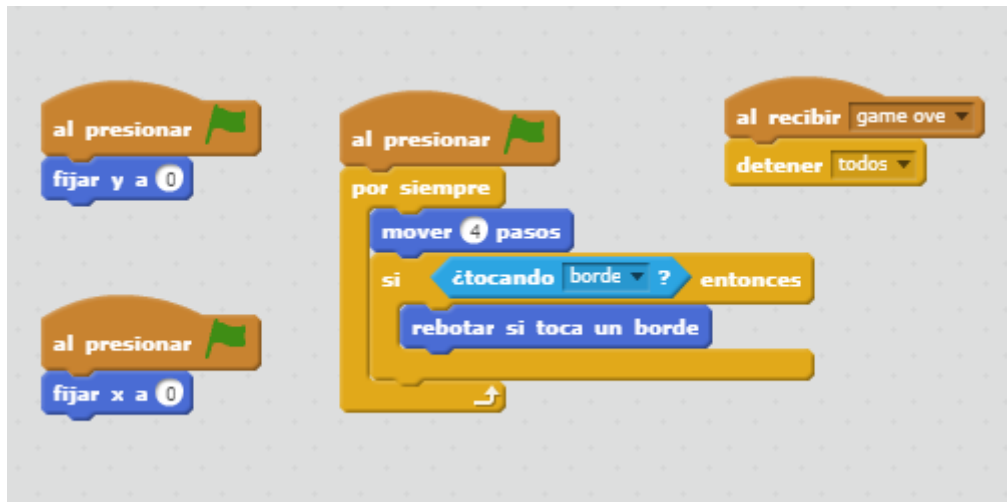 al presionar
fijar y a 0
al presionar
fijar x a 0
al presionar
por siempre
mover 4 pasos
si ¿tocando borde ? entonces
rebotar si toca un borde
al recibir game ove
detener todos